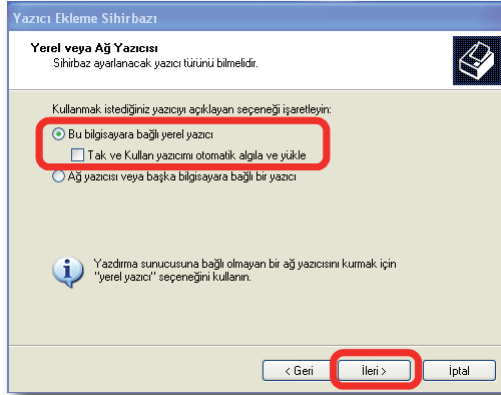 Yazıcı Ekleme Sihirbazı
Yerel veya Ağ Yazıcısı
Sihirbaz ayarlanacak yazıcı türünü bilmelidir.
Kullanmak istediğiniz yazıcıyı açıklayan seçeneği işaretleyin:
Bu bilgisayara bağlı yerel yazıcı
Tak ve Kullan yazıcımı otomatik algıla ve yükle
Ağ yazıcısı veya başka bilgisayara bağlı bir yazıcı
Yazdırma sunucusuna bağlı olmayan bir ağ yazıcısını kurmak için
"yerel yazıcı" seçeneğini kullanın.
< Geri İleri > İptal